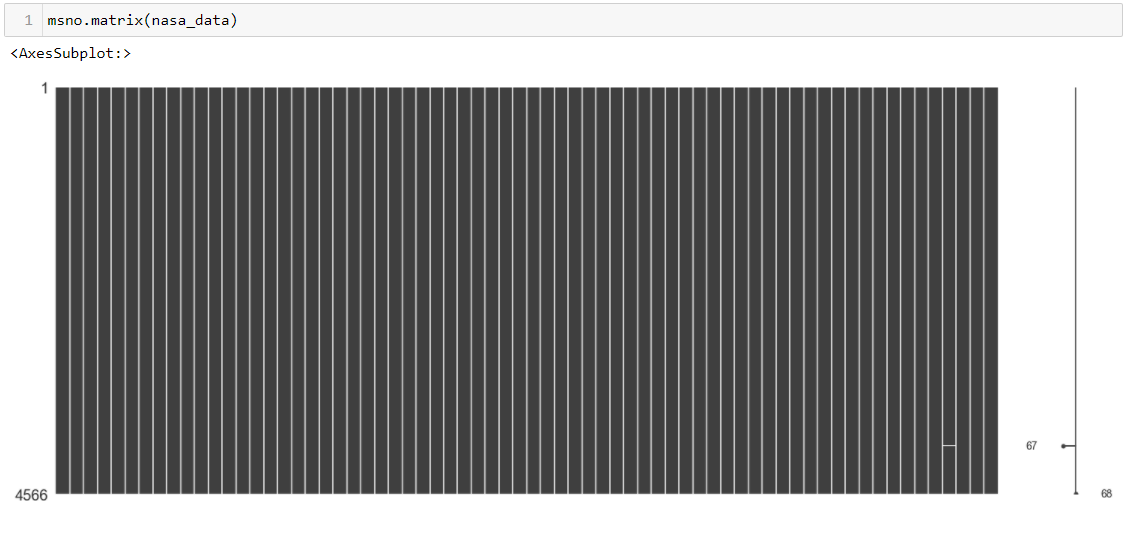 1 msno.matrix(nasa_data)
<AxesSubplot:>
1
67
4566
68